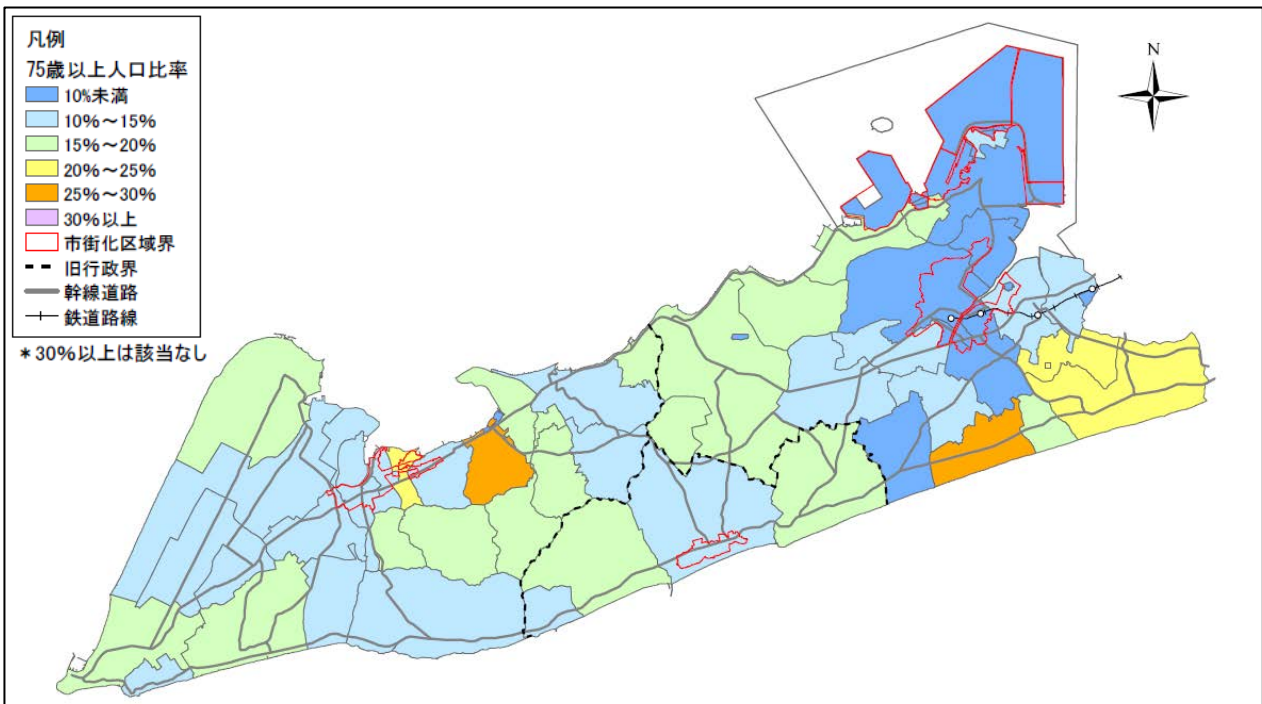 凡例
75歳以上人口比率
10%未満
10%～15%
15%～20%
20%～25%
25%～30%
30%以上
市街化区域界
旧行政界
幹線道路
鉄道路線
＊30%以上は該当なし
N